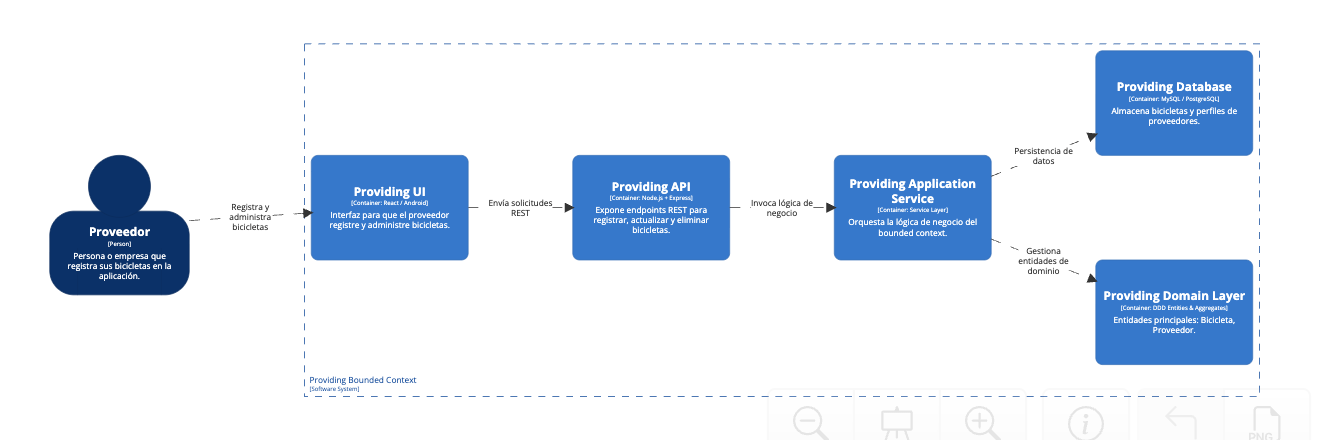 Proveedor
[Person]
Persona o empresa que
registra sus bicicletas en la
aplicación.
Registra y
administra
bicicletas
Providing UI
[Container: React / Android]
Interfaz para que el proveedor
registre y administre bicicletas.
Envía solicitudes
REST
Providing API
[Container: Node.js + Express]
Expone endpoints REST para
registrar, actualizar y eliminar
bicicletas.
Invoca lógica de
negocio
Providing Application
Service
[Container: Service Layer]
Orquesta la lógica de negocio del
bounded context.
Persistencia de
datos
Providing Database
[Container: MySQL / PostgreSQL]
Almacena bicicletas y perfiles de
proveedores.
Gestiona
entidades de
dominio
Providing Domain Layer
[Container: DDD Entities & Aggregates]
Entidades principales: Bicicleta,
Proveedor.
Providing Bounded Context
[Software System]
PNG